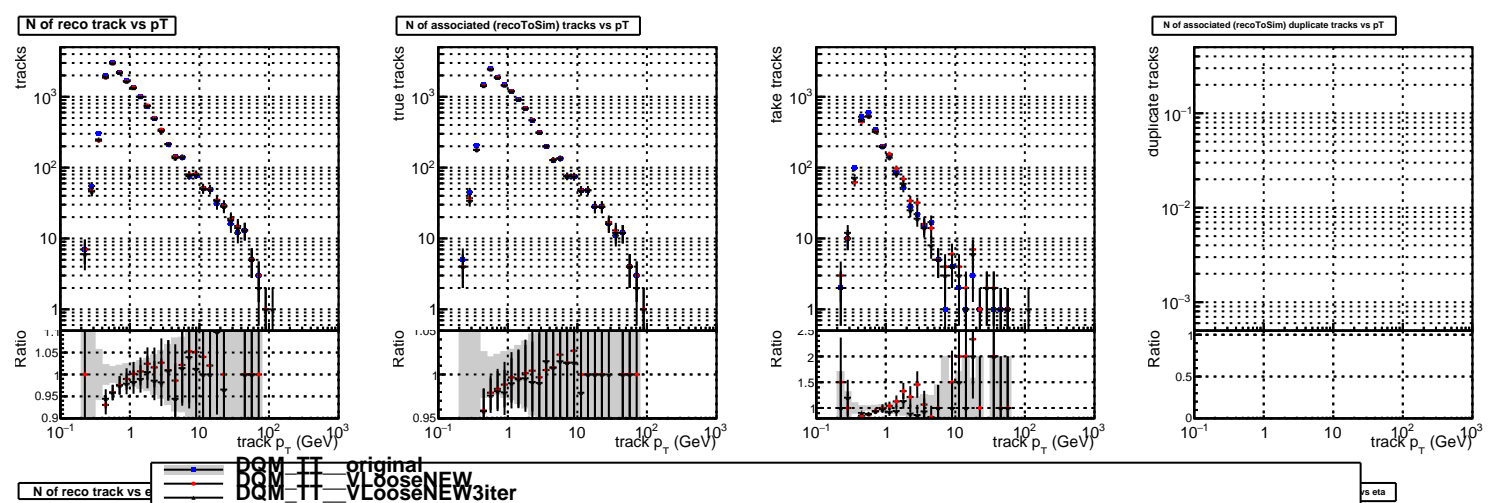 N of reco track vs pT
N of associated (recoToSim) tracks vs pT
N of associated (recoToSim) duplicate tracks vs pT
tracks
10³
10²
10
1
Ratio
1.1
1.05
1
0.95
0.9
10⁻¹ 1 10 10² 10³
track p_T (GeV)
true tracks
10³
10²
10
1
Ratio
1.05
1
0.95
10⁻¹ 1 10 10² 10³
track p_T (GeV)
fake tracks
10³
10²
10
1
Ratio
2.5
2
1.5
1
10⁻¹ 1 10 10² 10³
track p_T (GeV)
duplicate tracks
10⁻¹
10⁻²
10⁻³
Ratio
1
0.5
0
10⁻¹ 1 10 10² 10³
track p_T (GeV)
DQM_TT__original
DQM_TT__vLooseNEW
DQM_TT__vLooseNEW3iter
N of reco track vs e
vs eta